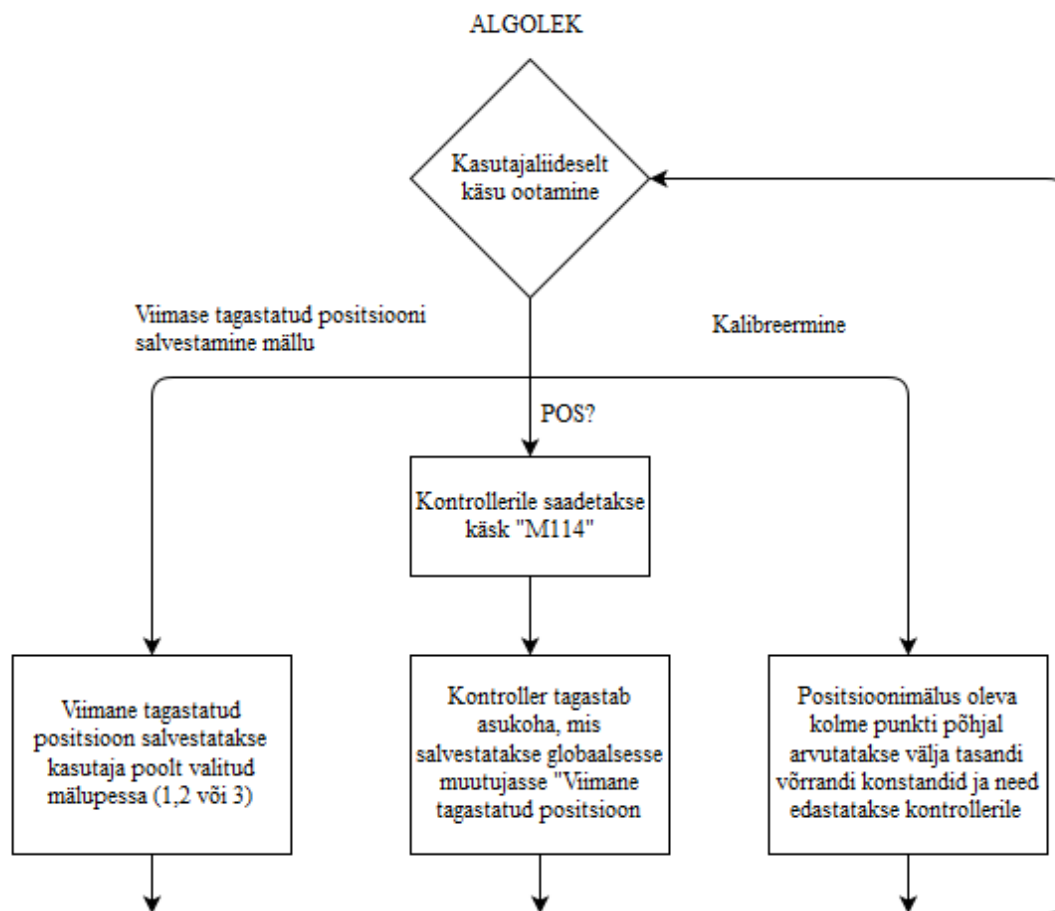 ALGOLEK
Kasutajaliideselt
käsu ootamine
Viimase tagastatud positsiooni
salvestamine mällu
Kalibreermine
POS?
Kontrollerile saadetakse
käsk "M114"
Viimane tagastatud
positsioon salvestatakse
kasutaja poolt valitud
mälupessa (1,2 või 3)
Kontroller tagastab
asukoha, mis
salvestatakse globaalsesse
muutujasse "Viimane
tagastatud positsioon
Positsioonimälus oleva
kolme punkti põhjal
arvutatakse välja tasandi
võrrandi konstandid ja need
edastatakse kontrollerile